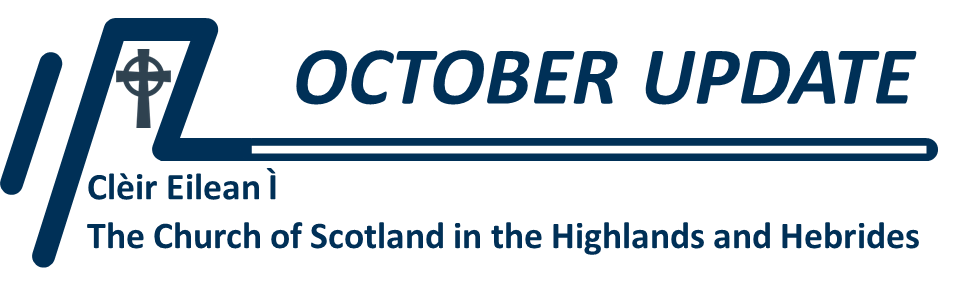 OCTOBER UPDATE
Clèir Eilean Ì
The Church of Scotland in the Highlands and Hebrides